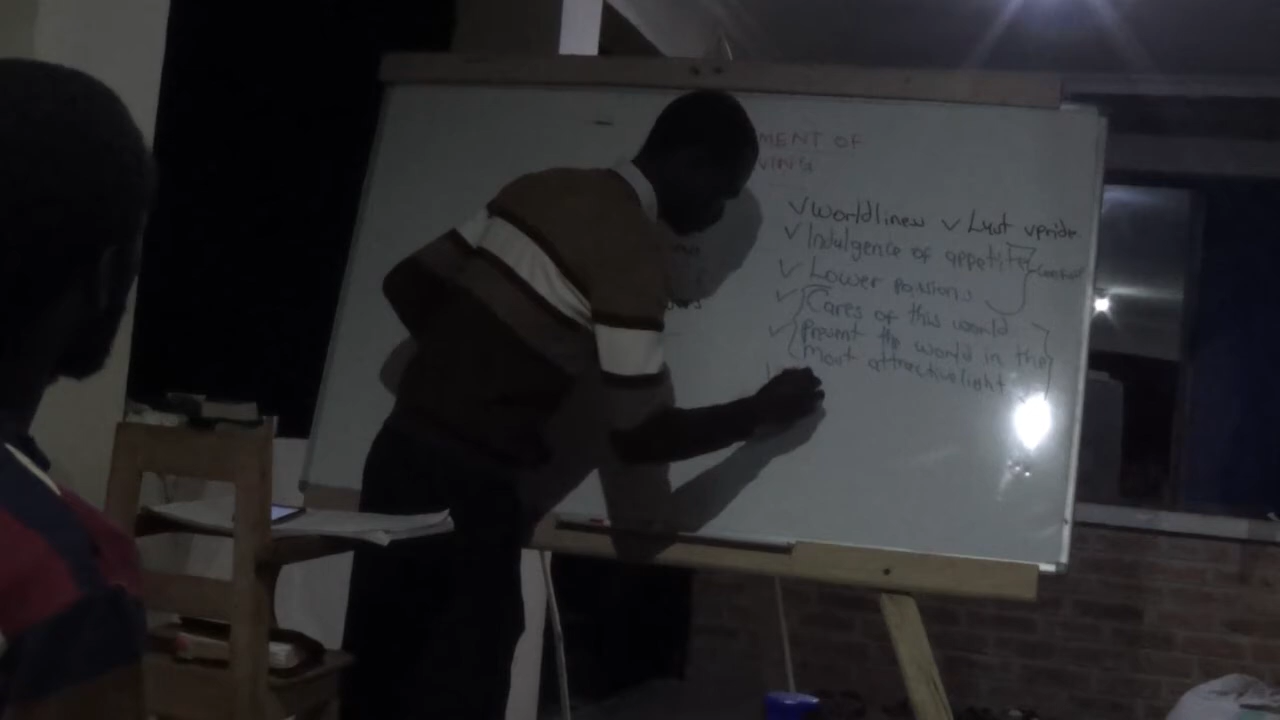 MENT OF
VING
✓ Worldliness ✓ Lust ✓ pride
✓ Indulgence of appetite
✓ Lower passions
✓ Cares of this world
✓ Present the world in the
most attractive light